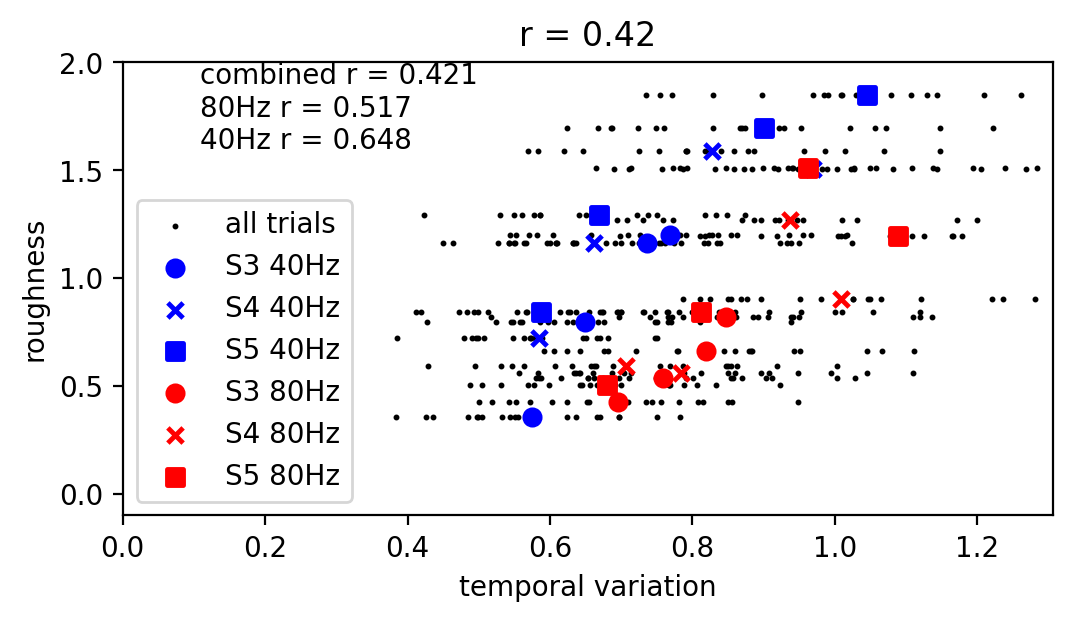 r = 0.42
combined r = 0.421
80Hz r = 0.517
40Hz r = 0.648
all trials
S3 40Hz
S4 40Hz
S5 40Hz
S3 80Hz
S4 80Hz
S5 80Hz
roughness
2.0
1.5
1.0
0.5
0.0
0.0 0.2 0.4 0.6 0.8 1.0 1.2
temporal variation